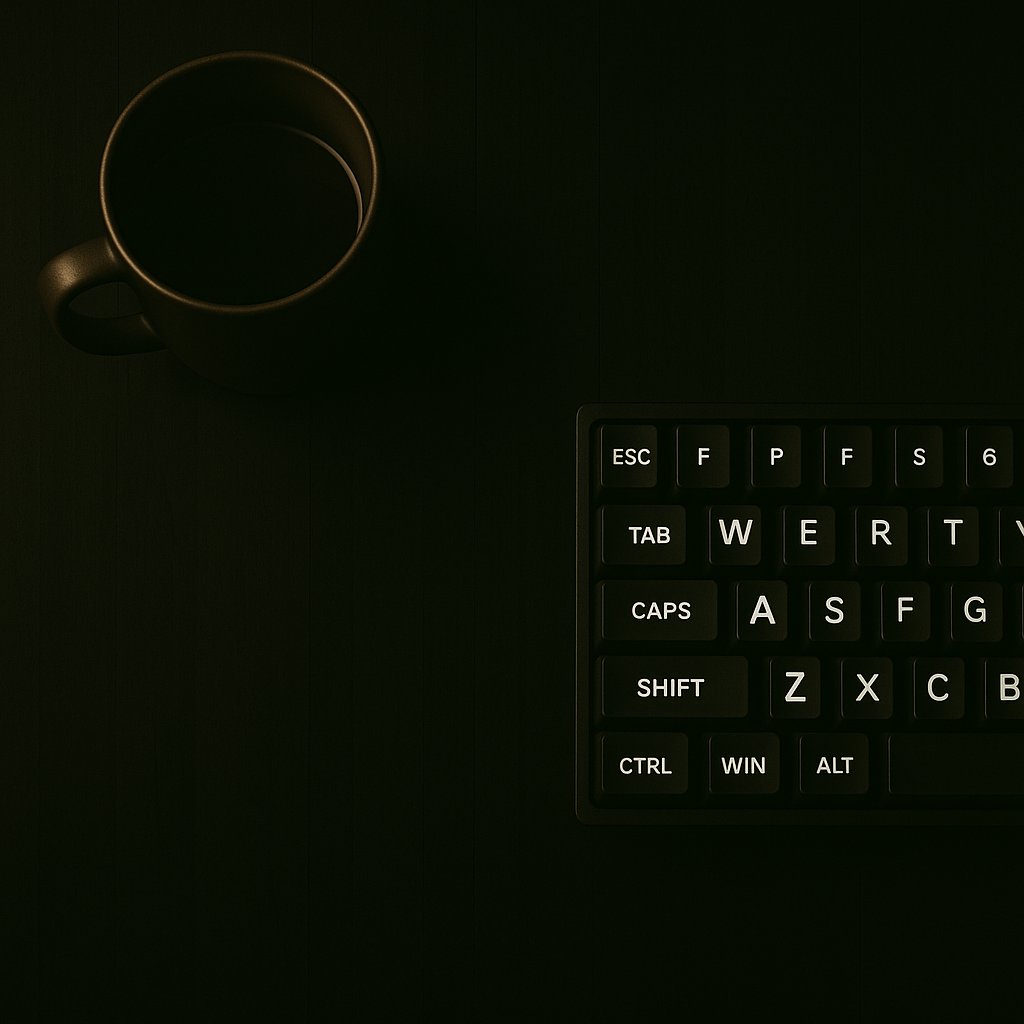 ESC F P F S 6
TAB W E R T Y
CAPS A S F G
SHIFT Z X C B
CTRL WIN ALT